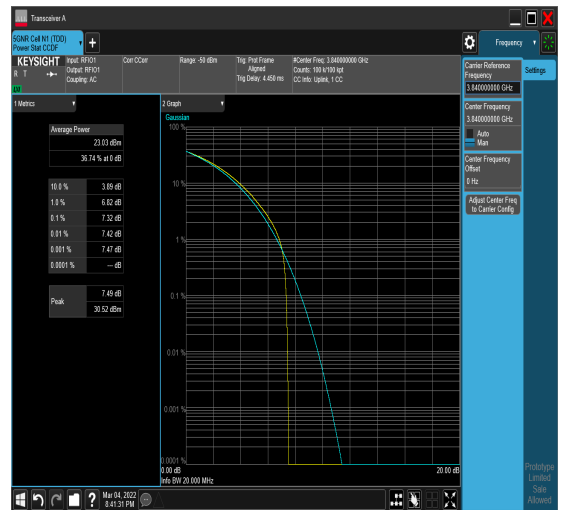 Transceiver A
5GNR Cell N1 (TDD)
Power Stat CCDF
KEYSIGHT
R T
LXI
Input: RFIO1
Output: RFIO1
Coupling: AC
Corr CCorr
Range: -50 dBm
Trig: Prot Frame
Aligned
Trig Delay: 4.450 ms
#Center Freq: 3.840000000 GHz
Counts: 100 k/100 kpt
CC Info: Uplink, 1 CC
1 Metrics
Average Power
23.03 dBm
36.74 % at 0 dB
10.0 % 3.89 dB
1.0 % 6.82 dB
0.1 % 7.32 dB
0.01 % 7.42 dB
0.001 % 7.47 dB
0.0001 % --- dB
Peak
7.49 dB
30.52 dBm
2 Graph
Gaussian
100 %
10 %
1 %
0.1 %
0.01 %
0.001 %
0.0001 %
0.00 dB 20.00 dB
Info BW 20.000 MHz
Frequency
Settings
Carrier Reference
Frequency
3.840000000 GHz
Center Frequency
3.840000000 GHz
Auto
Man
Center Frequency
Offset
0 Hz
Adjust Center Freq
to Carrier Config
Prototype
Limited
Sale
Allowed
Mar 04, 2022
8:41:31 PM